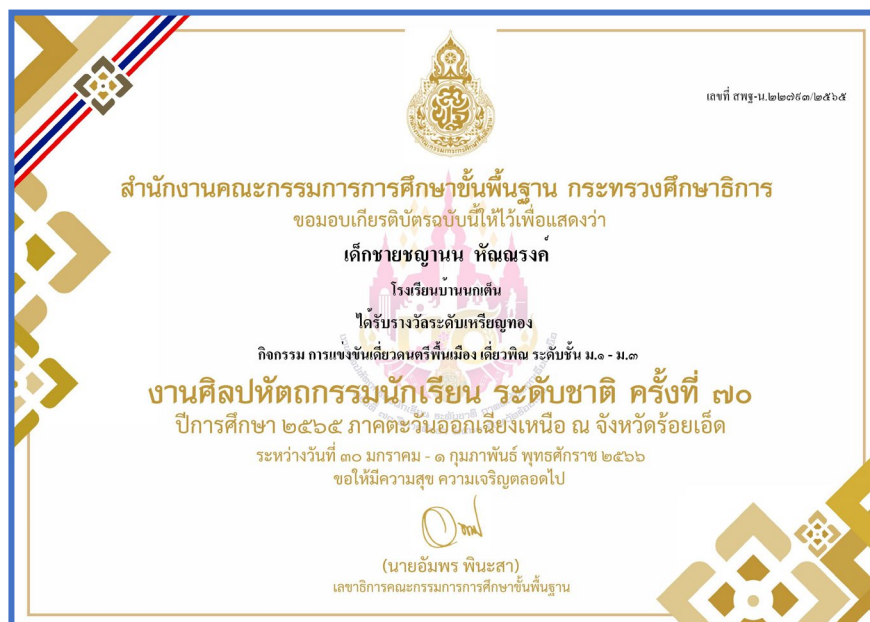 เลขที่ สพฐ-น.๒๒๗๙๓/๒๕๖๕
สำนักงานคณะกรรมการการศึกษาขั้นพื้นฐาน กระทรวงศึกษาธิการ
ขอมอบเกียรติบัตรฉบับนี้ให้ไว้เพื่อแสดงว่า
เด็กชายชญานน หัณณรงค์
โรงเรียนบ้านนกเต็น
ได้รับรางวัลระดับเหรียญทอง
กิจกรรม การแข่งขันเดี่ยวดนตรีพื้นเมือง เดี่ยวพิณ ระดับชั้น ม.๑ - ม.๓
งานศิลปหัตถกรรมนักเรียน ระดับชาติ ครั้งที่ ๗๐
ปีการศึกษา ๒๕๖๕ ภาคตะวันออกเฉียงเหนือ ณ จังหวัดร้อยเอ็ด
ระหว่างวันที่ ๓๐ มกราคม - ๑ กุมภาพันธ์ พุทธศักราช ๒๕๖๖
ขอให้มีความสุข ความเจริญตลอดไป
(นายอัมพร พินะสา)
เลขาธิการคณะกรรมการการศึกษาขั้นพื้นฐาน